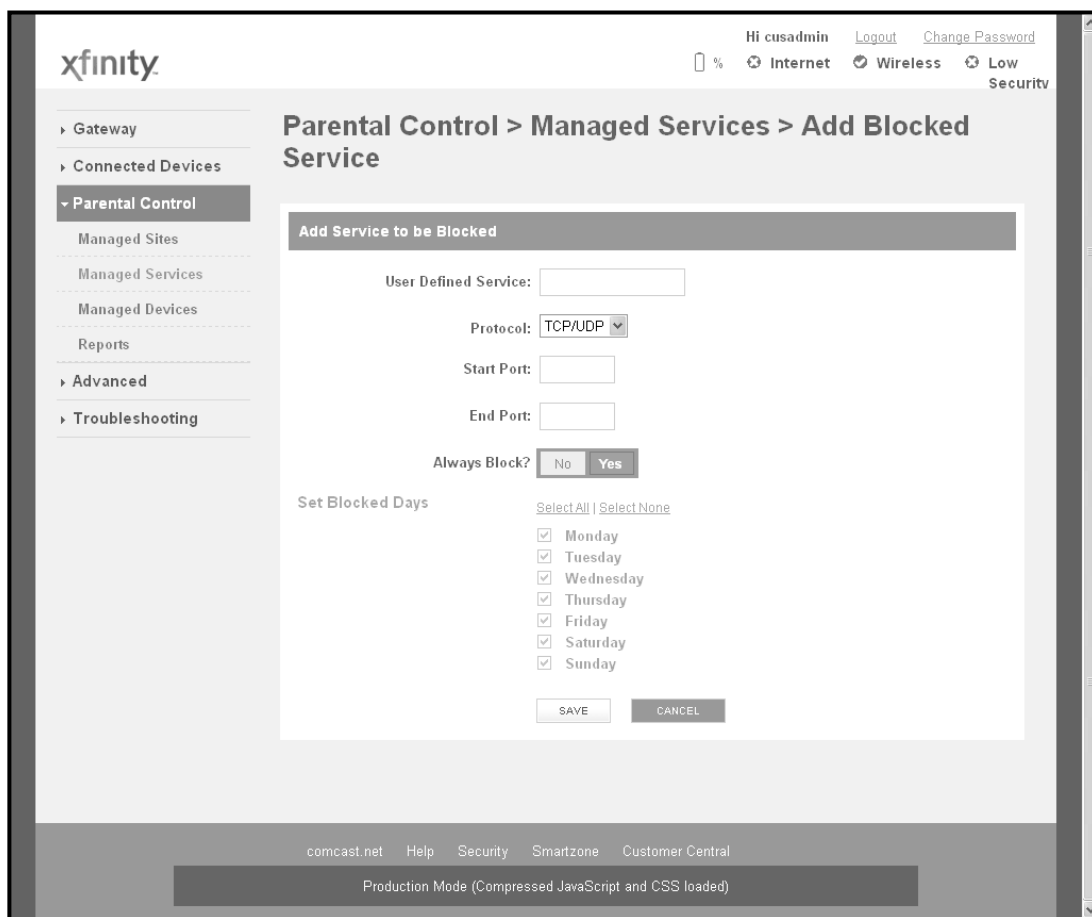 xfinity.
Hi cusadmin Logout Change Password
% Internet Wireless Low Security
Gateway
Connected Devices
Parental Control
Managed Sites
Managed Services
Managed Devices
Reports
Advanced
Troubleshooting
Parental Control > Managed Services > Add Blocked
Service
Add Service to be Blocked
User Defined Service:
Protocol: TCP/UDP
Start Port:
End Port:
Always Block? No Yes
Set Blocked Days Select All | Select None
Monday
Tuesday
Wednesday
Thursday
Friday
Saturday
Sunday
SAVE CANCEL
comcast.net Help Security Smartzone Customer Central
Production Mode (Compressed JavaScript and CSS loaded)